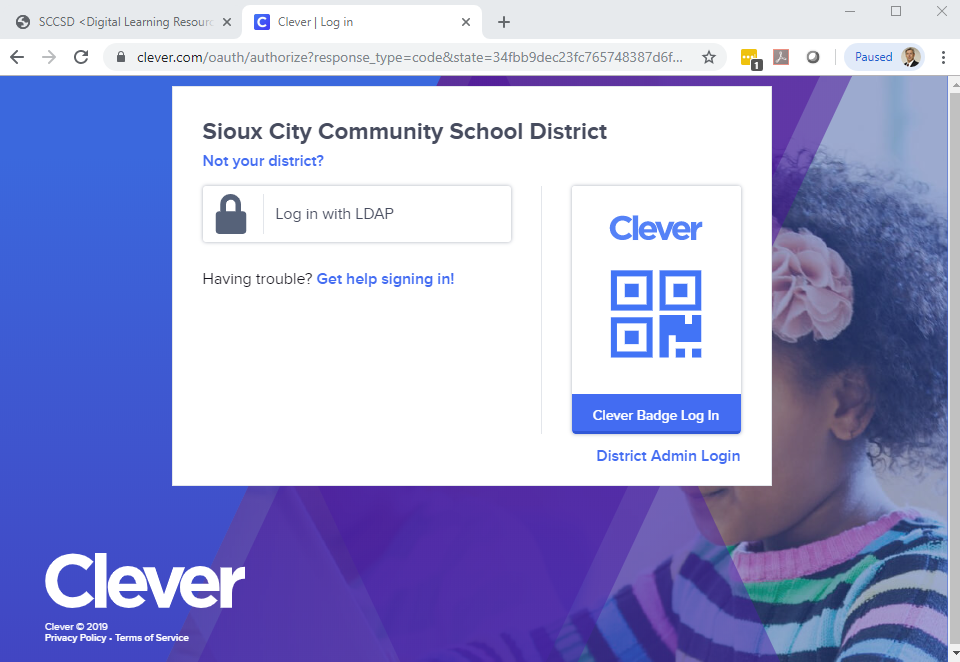 SCCSD <Digital Learning Resourc
Clever | Log in
clever.com/oauth/authorize?response_type=code&state=34fbb9dec23fc765748387d6f...
1
Paused
Sioux City Community School District
Not your district?
Log in with LDAP
Having trouble? Get help signing in!
Clever
Clever Badge Log In
District Admin Login
Clever
Clever © 2019
Privacy Policy - Terms of Service